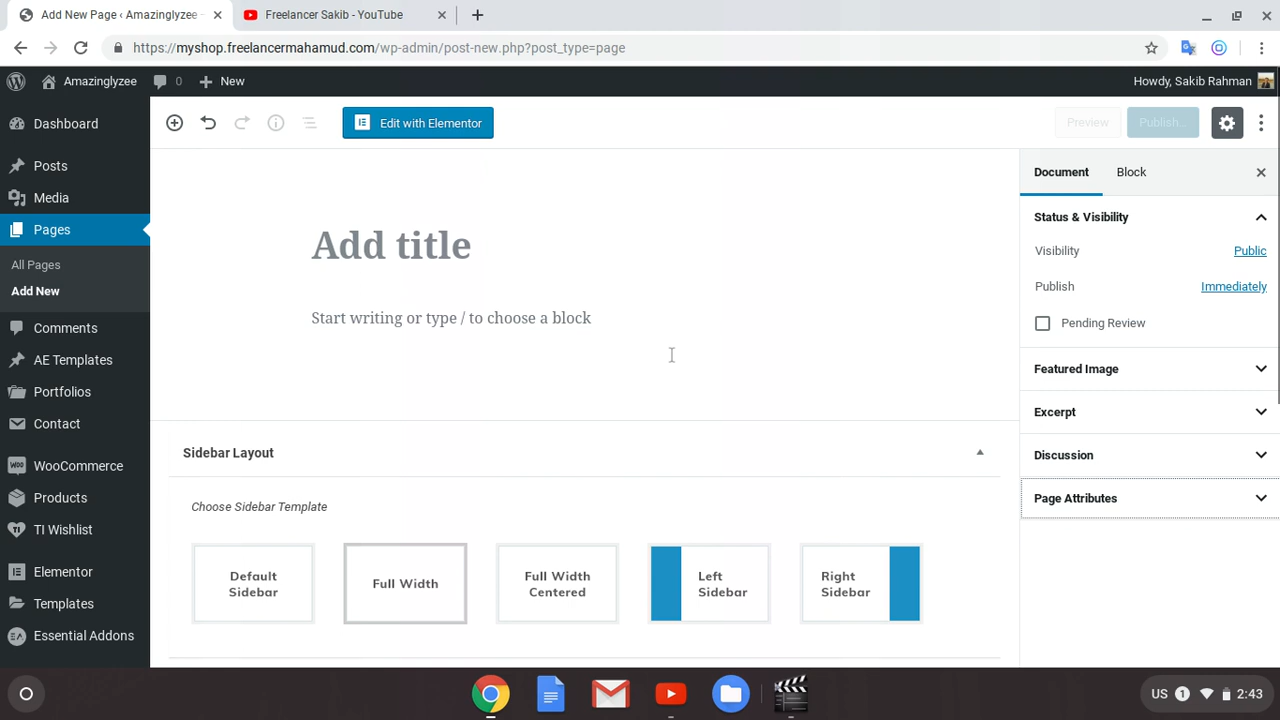 Add New Page ‹ Amazinglyzee –
Freelancer Sakib - YouTube
https://myshop.freelancermahamud.com/wp-admin/post-new.php?post_type=page
Amazinglyzee
0
New
Howdy, Sakib Rahman
Dashboard
Posts
Media
Pages
All Pages
Add New
Comments
AE Templates
Portfolios
Contact
WooCommerce
Products
TI Wishlist
Elementor
Templates
Essential Addons
Edit with Elementor
Preview
Publish...
Add title
Start writing or type / to choose a block
Sidebar Layout
Choose Sidebar Template
Default
Sidebar
Full Width
Full Width
Centered
Left
Sidebar
Right
Sidebar
Document
Block
Status & Visibility
Visibility
Public
Publish
Immediately
Pending Review
Featured Image
Excerpt
Discussion
Page Attributes
US
1
2:43